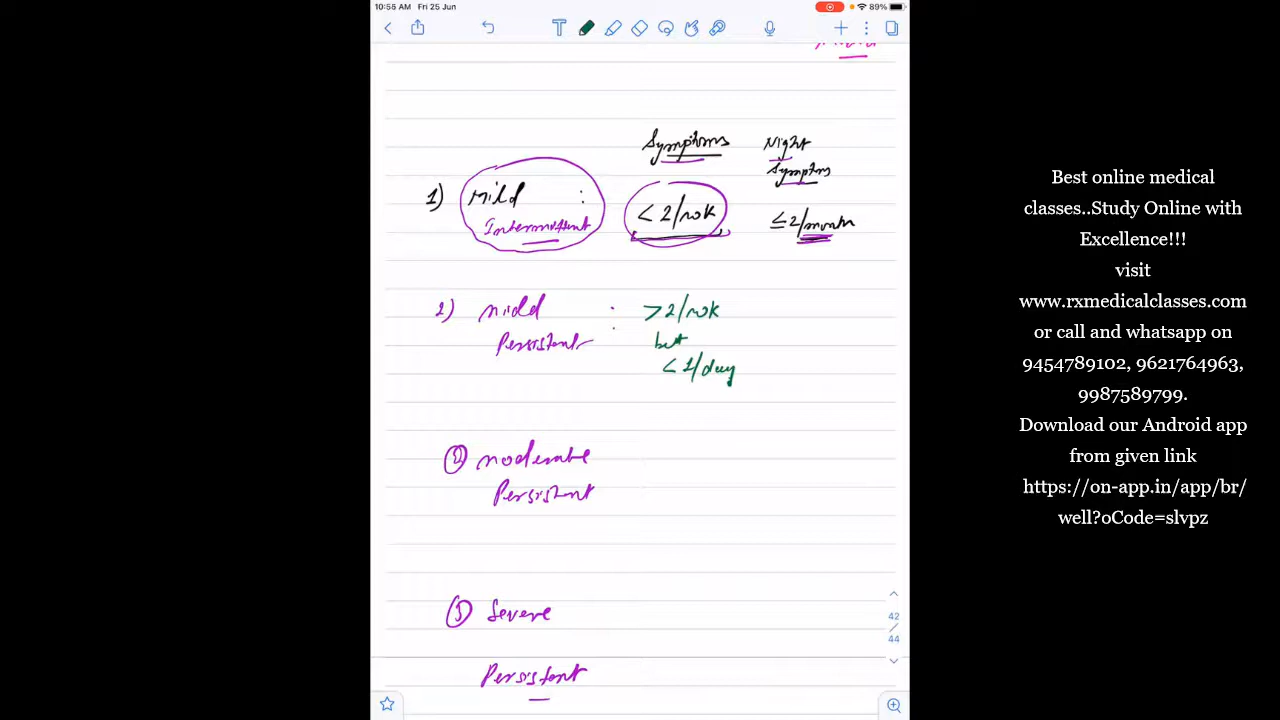 10:55 AM Fri 25 Jun
89%
Symptoms Night
Symptms
1) Mild : < 2/wk ≤ 2/month
Intermittent
2) Mild : > 2/wk
Persistent but
< 1/day
② Moderate
Persistent
③ Severe
Persistent
42
44
Best online medical
classes..Study Online with
Excellence!!!
visit
www.rxmedicalclasses.com
or call and whatsapp on
9454789102, 9621764963,
9987589799.
Download our Android app
from given link
https://on-app.in/app/br/
well?oCode=slvpz